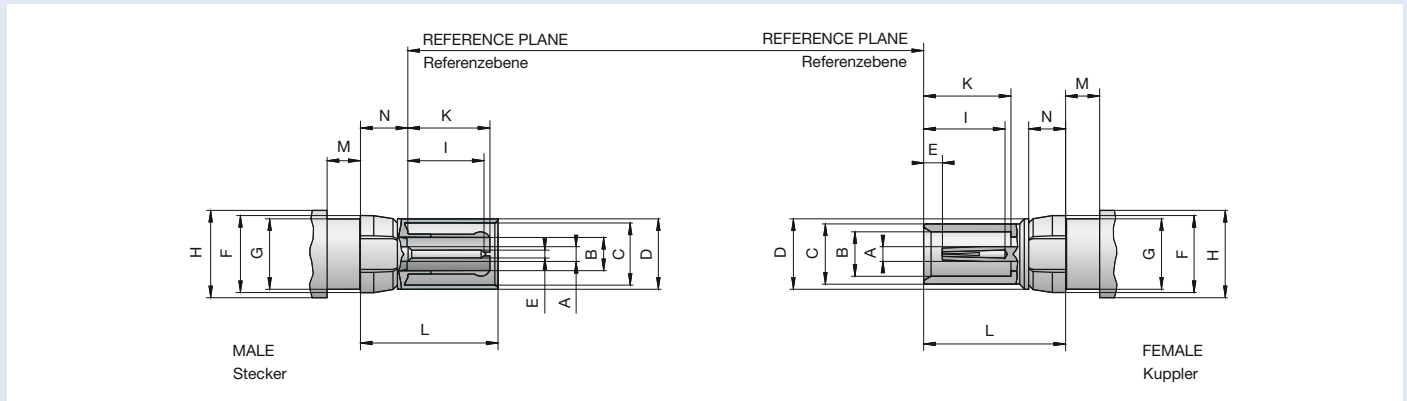 REFERENCE PLANE
Referenzebene
REFERENCE PLANE
Referenzebene
K
M
N
K
I
N
M
I
E
H
F
G
E
A
B
C
D
D
C
B
A
G
F
H
L
L
MALE
Stecker
FEMALE
Kuppler